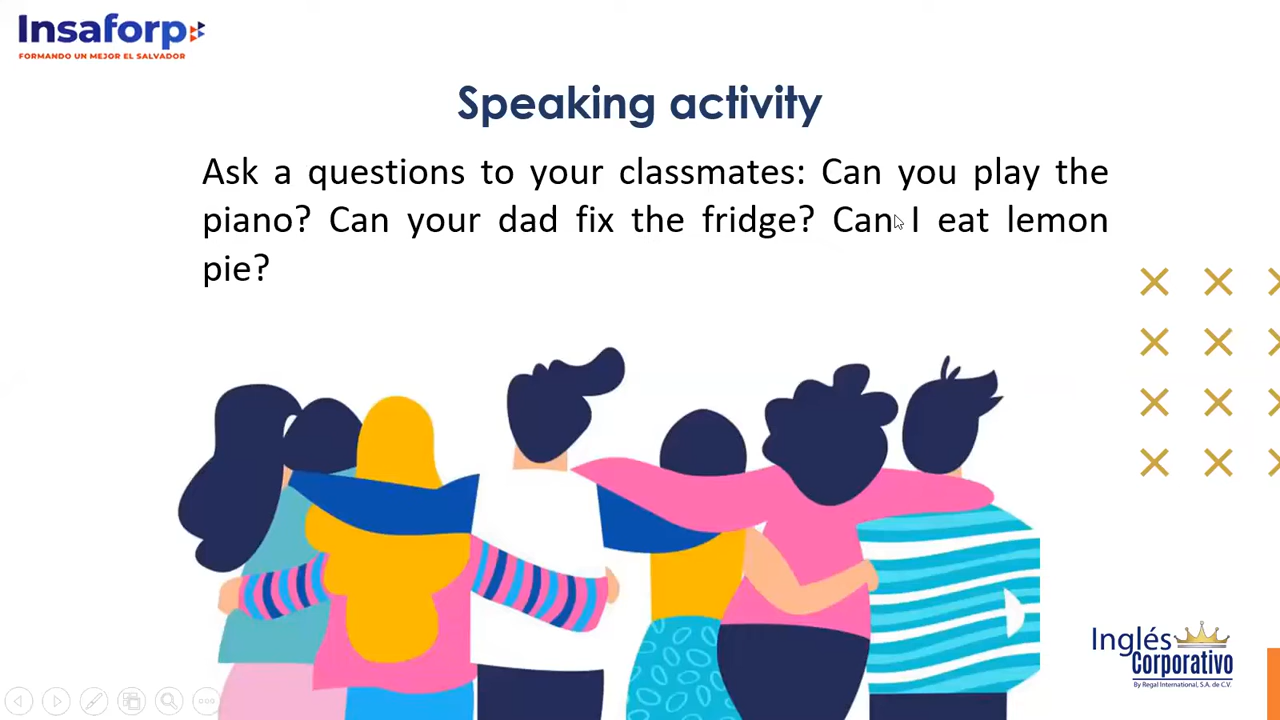 Insaforp
FORMANDO UN MEJOR EL SALVADOR
Speaking activity
Ask a questions to your classmates: Can you play the
piano? Can your dad fix the fridge? Can I eat lemon
pie?
Inglés
Corporativo
By Regal International, S.A. de C.V.